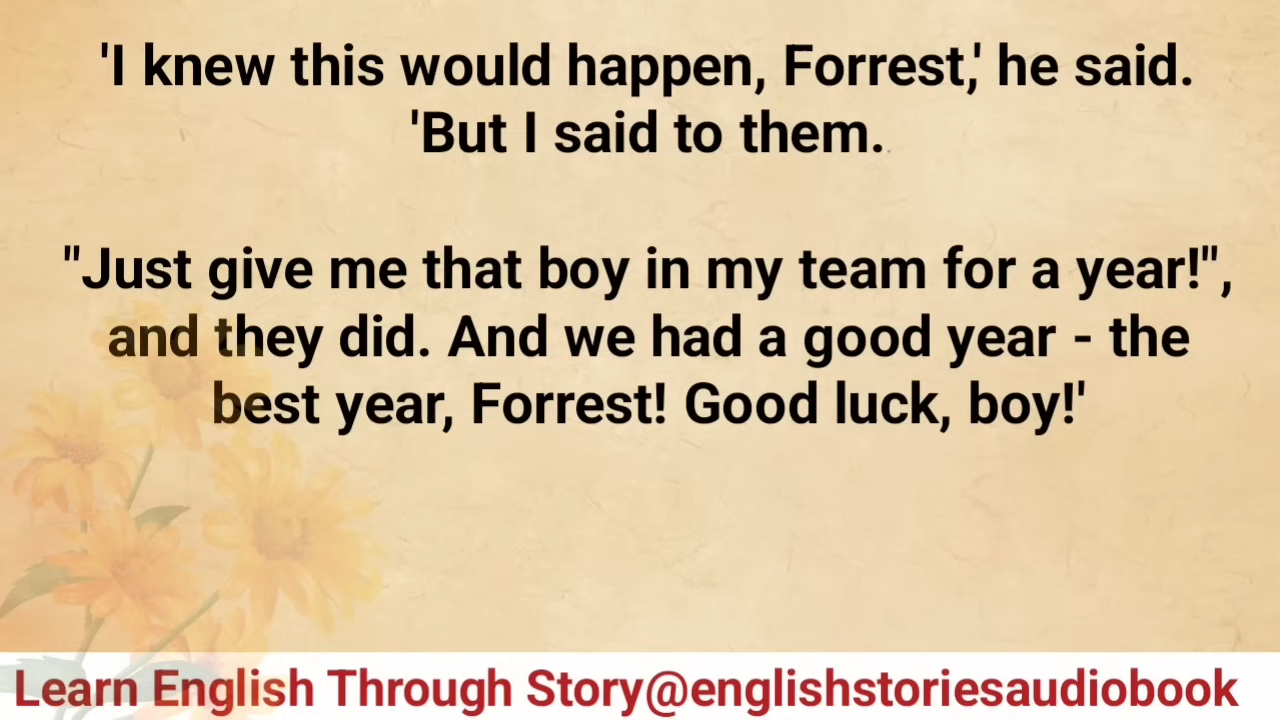 'I knew this would happen, Forrest,' he said.
'But I said to them.
"Just give me that boy in my team for a year!",
and they did. And we had a good year - the
best year, Forrest! Good luck, boy!'
Learn English Through Story@englishstoriesaudiobook